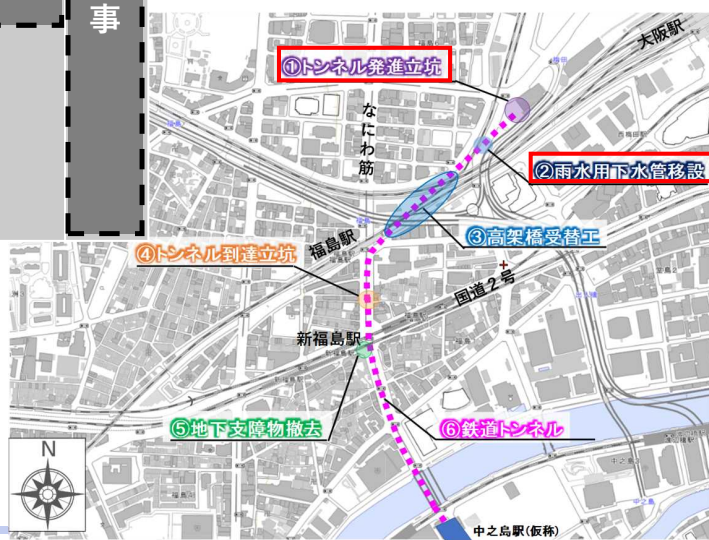 事
大阪駅
①トンネル発進立坑
なにわ筋
②雨水用下水管移設
③高架橋受替工
福島駅
④トンネル到達立坑
国道2号
新福島駅
⑤地下支障物撤去
⑥鉄道トンネル
N
中之島駅(仮称)